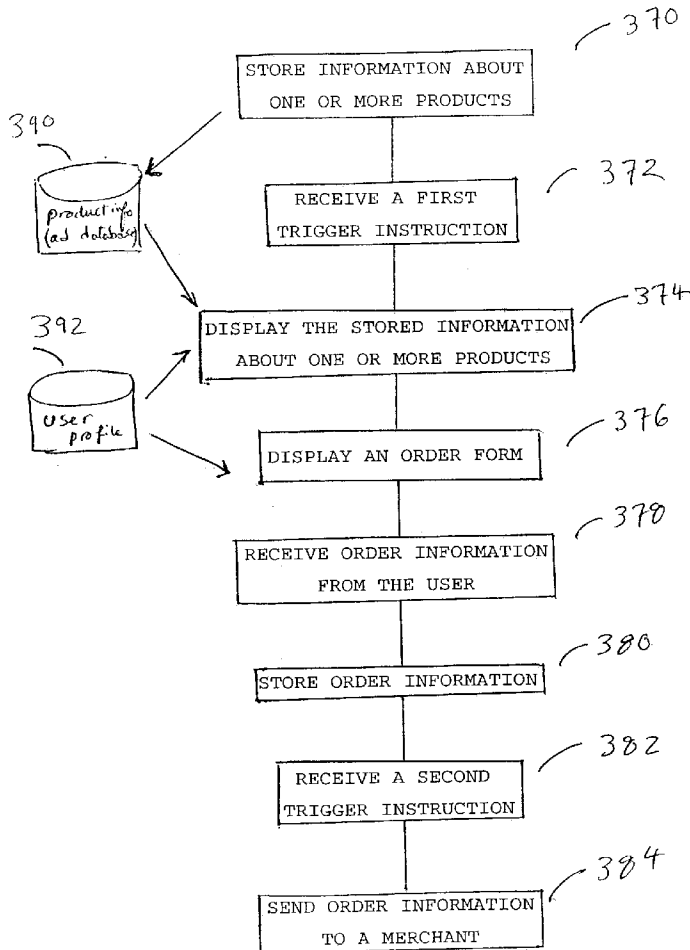 370
STORE INFORMATION ABOUT
ONE OR MORE PRODUCTS
390
product info
(ad database)
372
RECEIVE A FIRST
TRIGGER INSTRUCTION
374
DISPLAY THE STORED INFORMATION
ABOUT ONE OR MORE PRODUCTS
392
user
profile
376
DISPLAY AN ORDER FORM
378
RECEIVE ORDER INFORMATION
FROM THE USER
380
STORE ORDER INFORMATION
382
RECEIVE A SECOND
TRIGGER INSTRUCTION
384
SEND ORDER INFORMATION
TO A MERCHANT